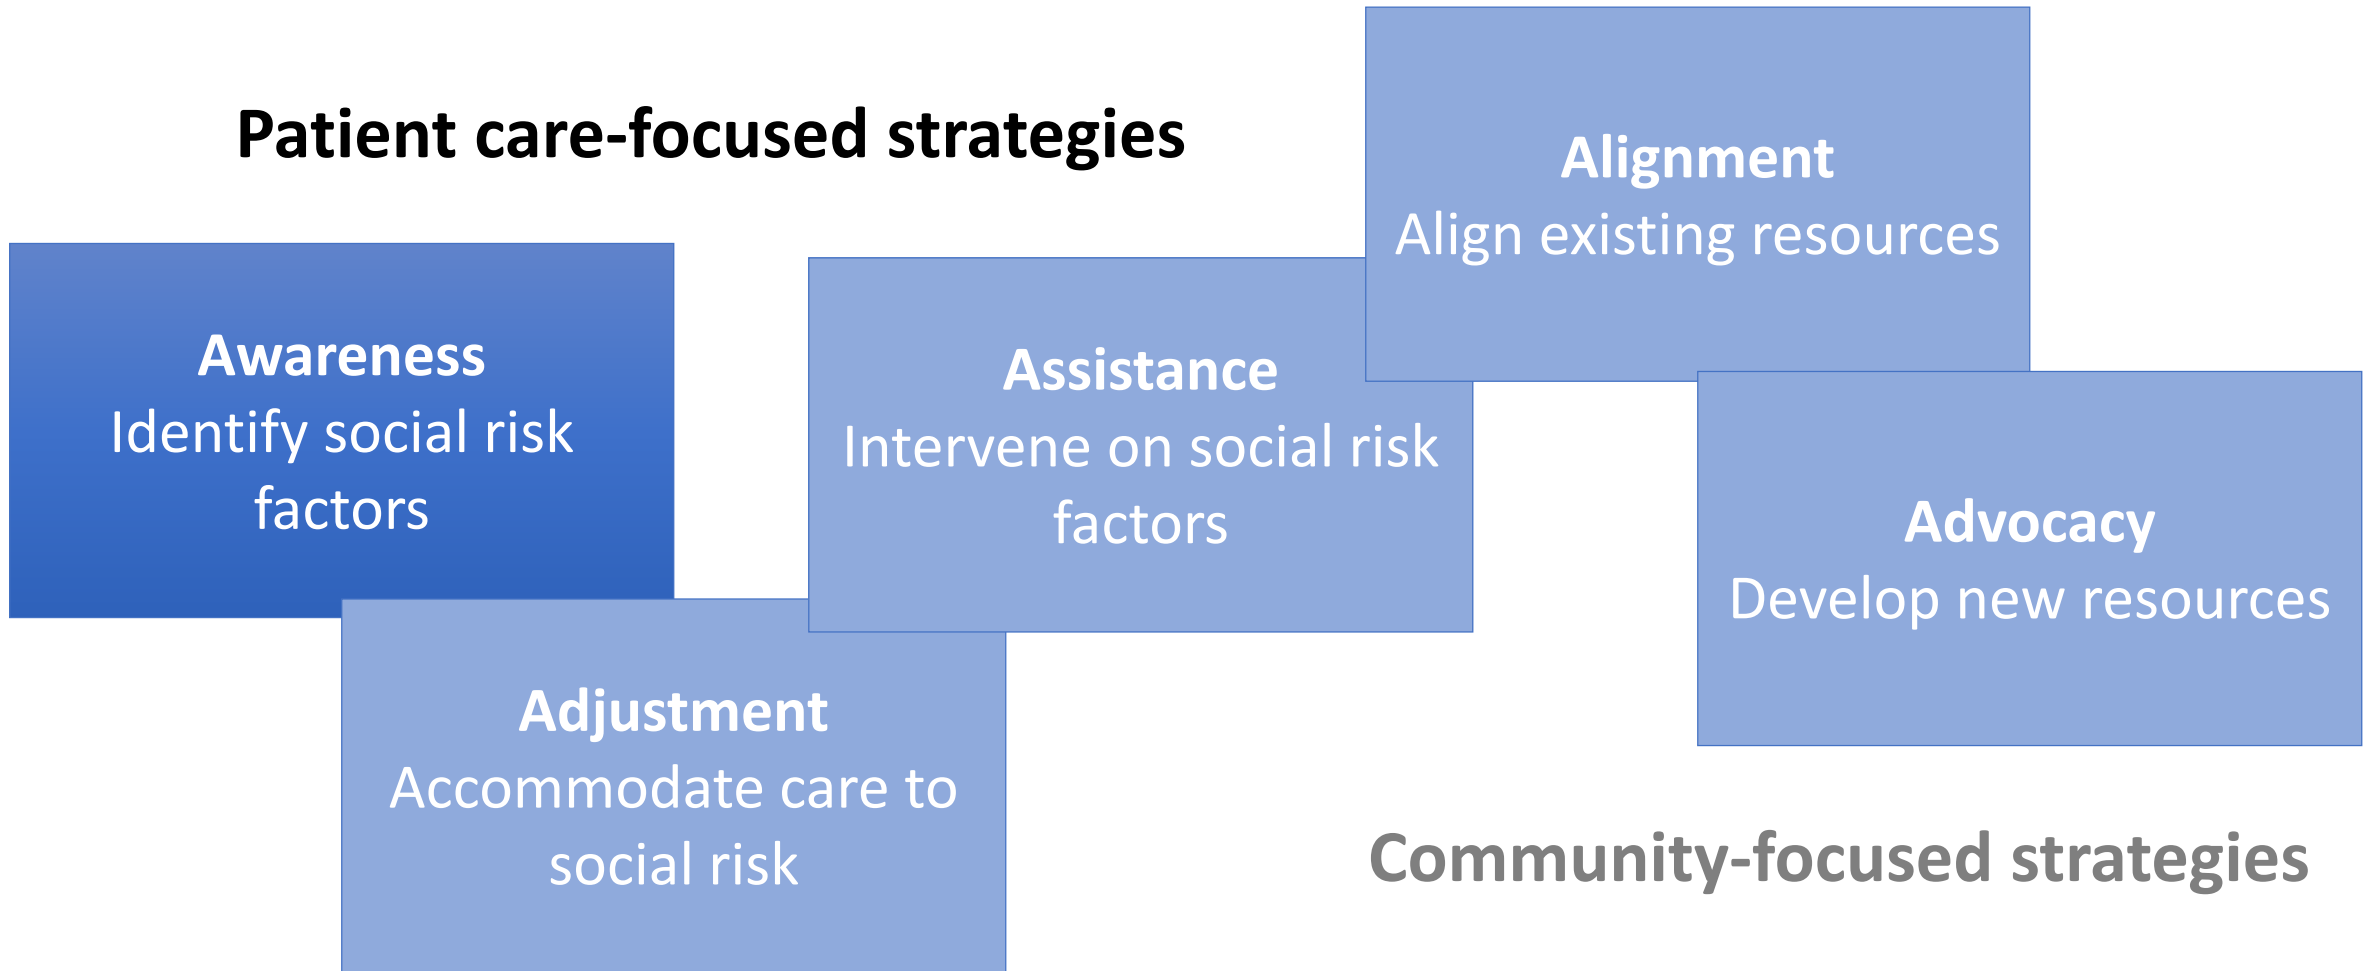 Patient care-focused strategies
Awareness
Identify social risk
factors
Adjustment
Accommodate care to
social risk
Assistance
Intervene on social risk
factors
Alignment
Align existing resources
Advocacy
Develop new resources
Community-focused strategies